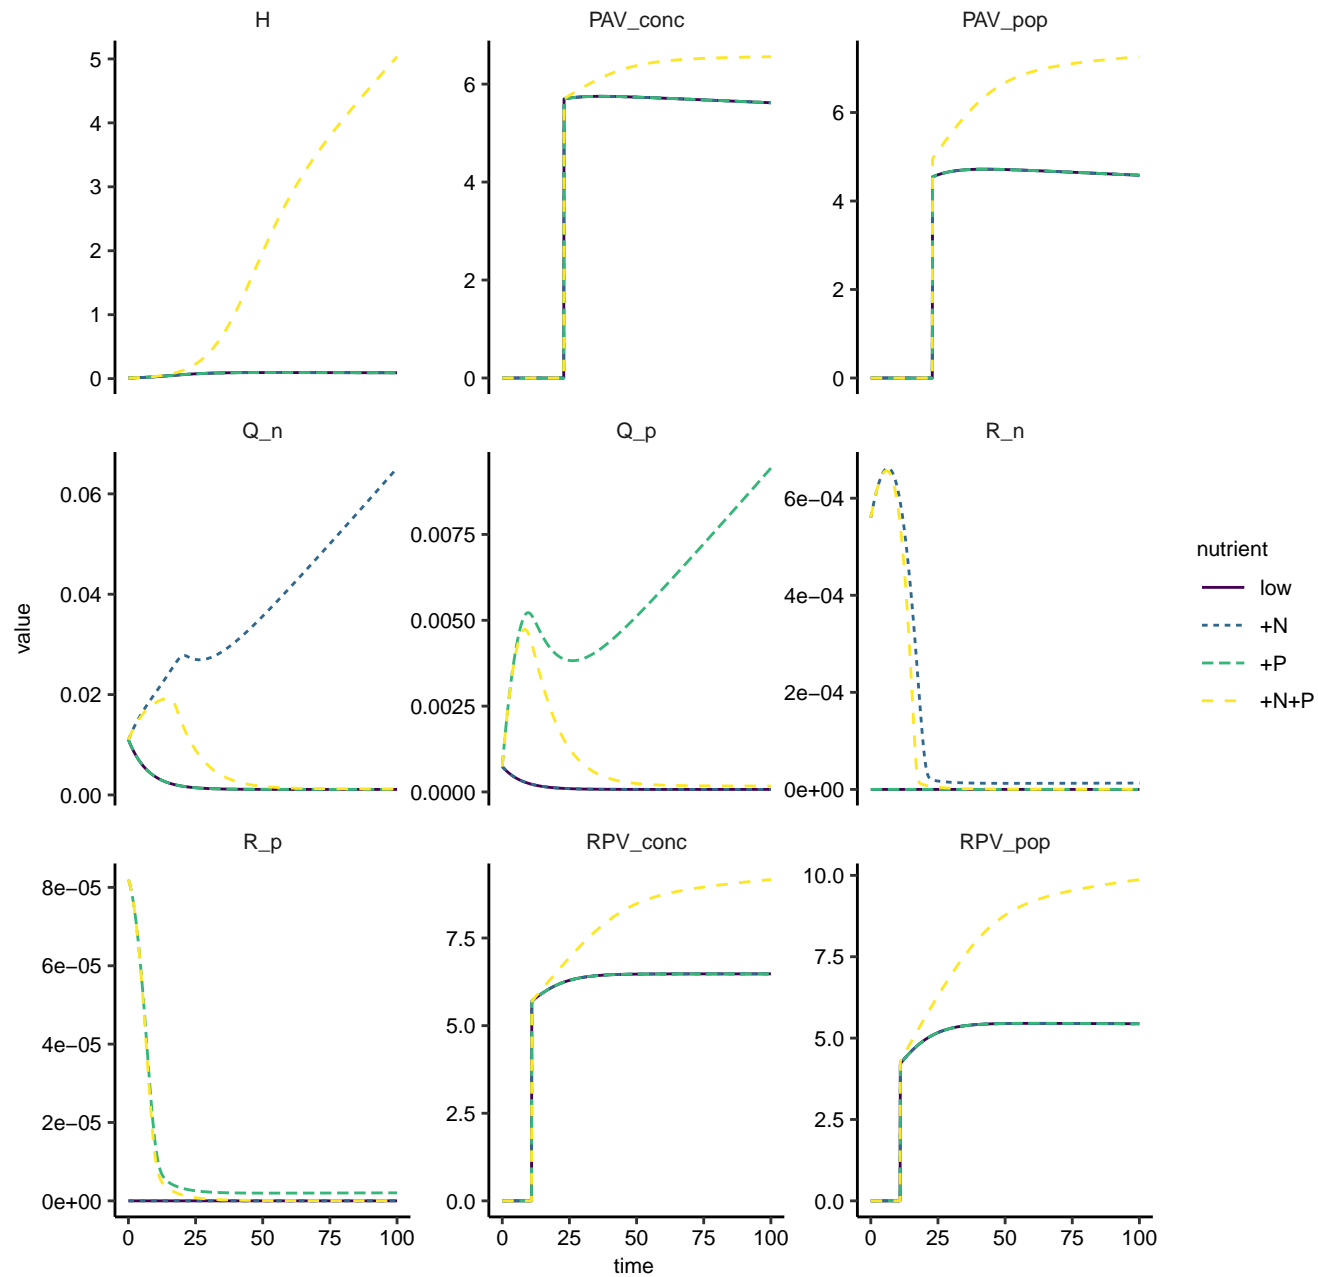 H
PAV_conc
PAV_pop
5
4
3
2
1
0
6
4
2
0
6
4
2
0
Q_n
Q_p
R_n
0.06
0.04
0.02
0.00
0.0075
0.0050
0.0025
0.0000
6e−04
4e−04
2e−04
0e+00
value
nutrient
low
+N
+P
+N+P
R_p
RPV_conc
RPV_pop
8e−05
6e−05
4e−05
2e−05
0e+00
7.5
5.0
2.5
0.0
10.0
7.5
5.0
2.5
0.0
0 25 50 75 100
0 25 50 75 100
0 25 50 75 100
time